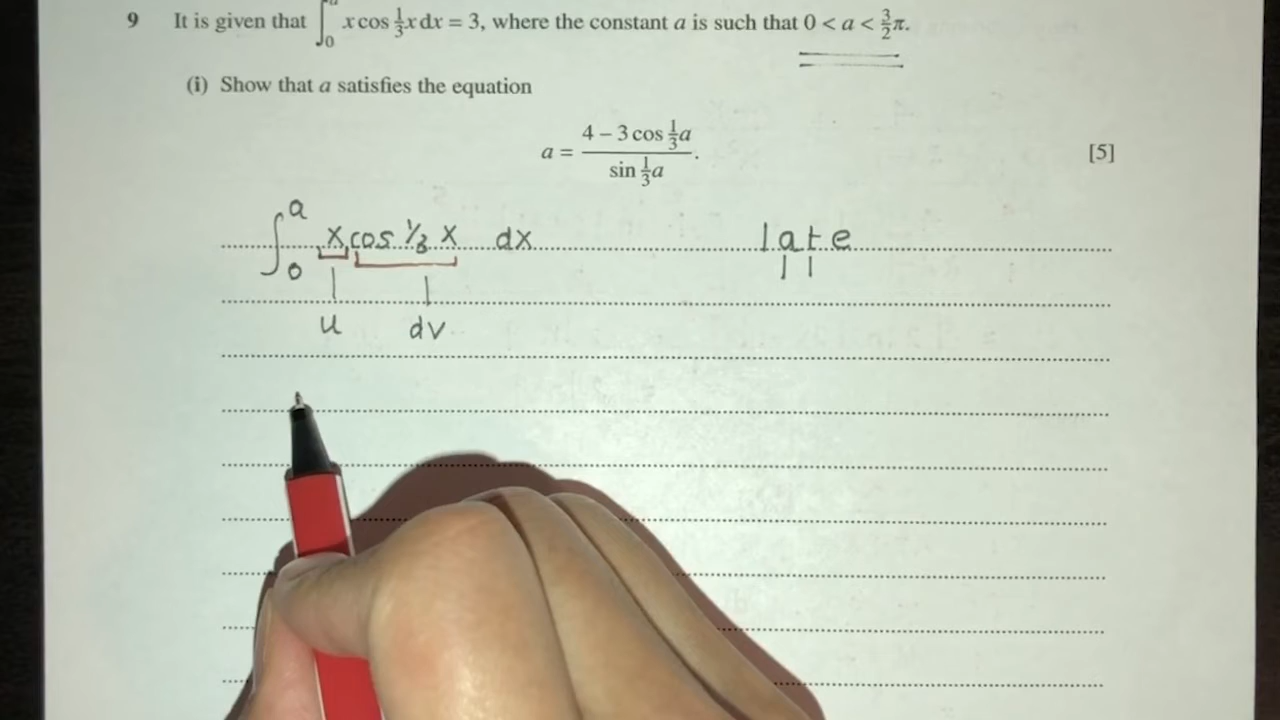 9 It is given that ∫₀ᵃ x cos ⅓x dx = 3, where the constant a is such that 0 < a < 3/2 π.
(i) Show that a satisfies the equation
a = (4 – 3 cos ⅓a) / (sin ⅓a).
[5]
∫₀ᵃ x cos ⅓ x dx
late
u dv